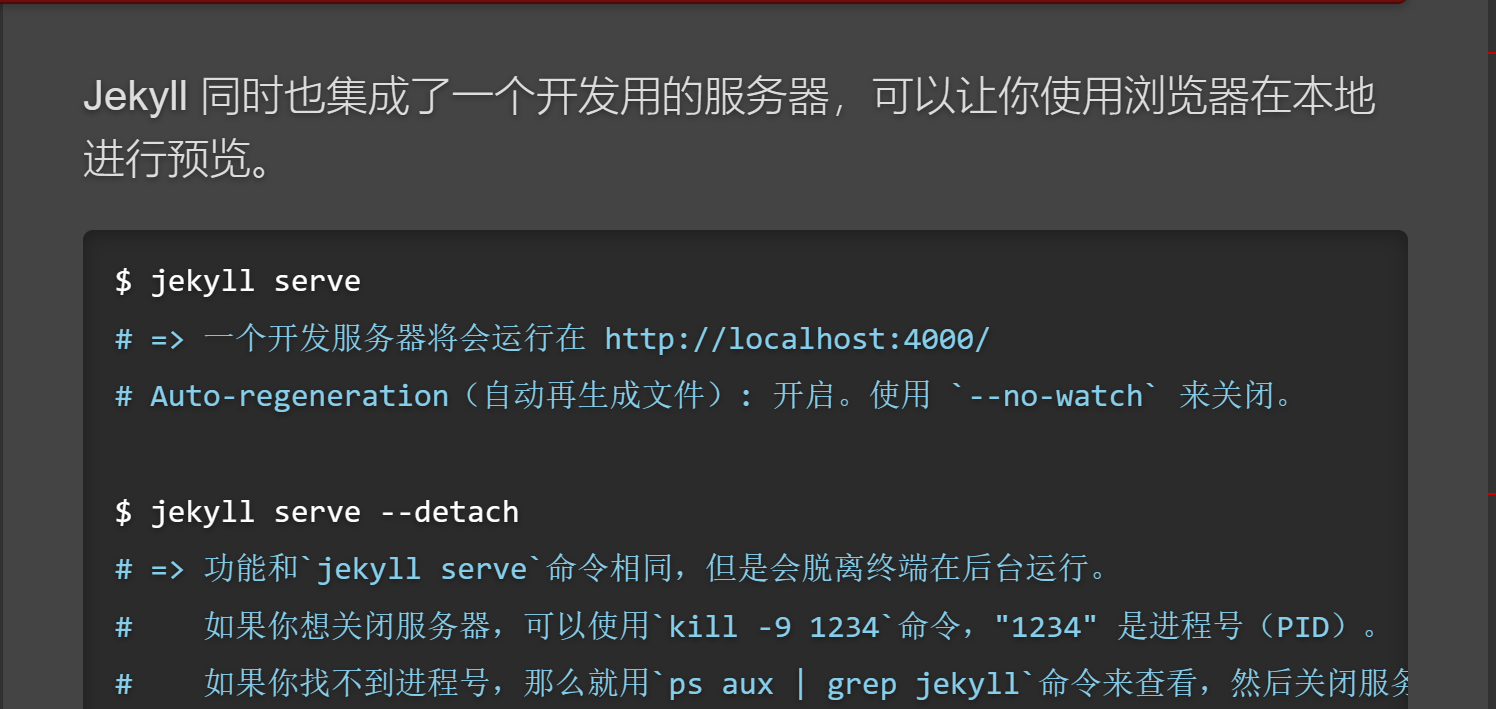 Jekyll 同时也集成了一个开发用的服务器，可以让你使用浏览器在本地
进行预览。
$ jekyll serve
# => 一个开发服务器将会运行在 http://localhost:4000/
# Auto-regeneration（自动再生成文件）: 开启。使用 `--no-watch` 来关闭。
$ jekyll serve --detach
# => 功能和`jekyll serve`命令相同，但是会脱离终端在后台运行。
#    如果你想关闭服务器，可以使用`kill -9 1234`命令，"1234" 是进程号（PID）。
#    如果你找不到进程号，那么就用`ps aux | grep jekyll`命令来查看，然后关闭服务